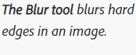 The Blur tool blurs hard
edges in an image.